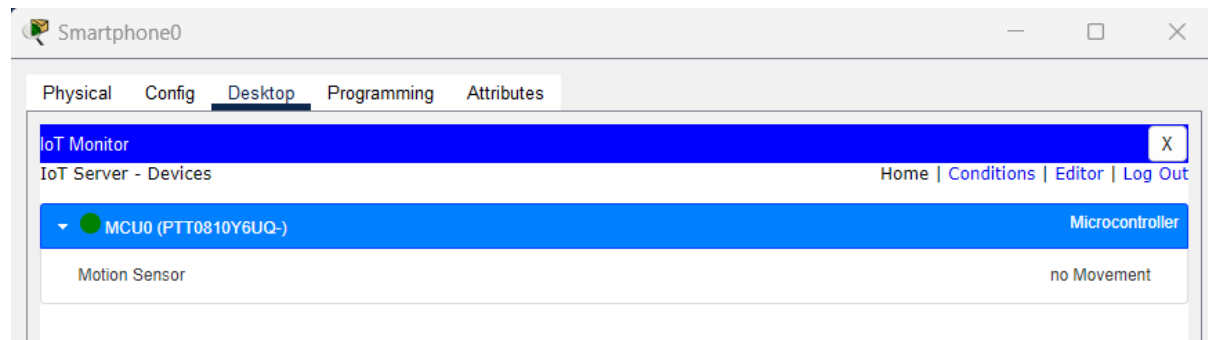 Smartphone0
Physical Config Desktop Programming Attributes
IoT Monitor X
IoT Server - Devices Home | Conditions | Editor | Log Out
MCU0 (PTT0810Y6UQ-) Microcontroller
Motion Sensor no Movement